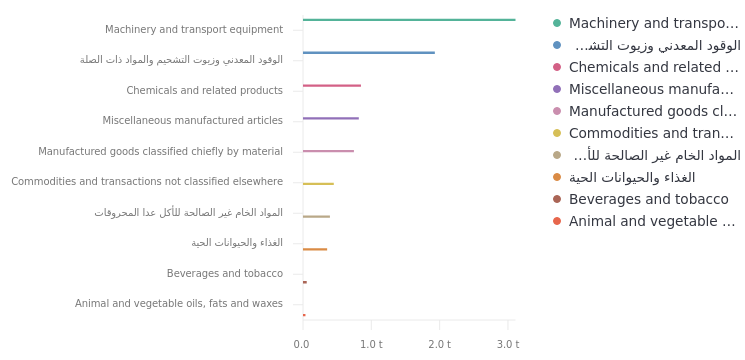 Machinery and transport equipment
الوقود المعدني وزيوت التشحيم والمواد ذات الصلة
Chemicals and related products
Miscellaneous manufactured articles
Manufactured goods classified chiefly by material
Commodities and transactions not classified elsewhere
المواد الخام غير الصالحة للأكل عدا المحروقات
الغذاء والحيوانات الحية
Beverages and tobacco
Animal and vegetable oils, fats and waxes
0.0 1.0 t 2.0 t 3.0 t
Machinery and transpo...
الوقود المعدني وزيوت التش...
Chemicals and related ...
Miscellaneous manufa...
Manufactured goods cl...
Commodities and tran...
المواد الخام غير الصالحة للأ...
الغذاء والحيوانات الحية
Beverages and tobacco
Animal and vegetable ...